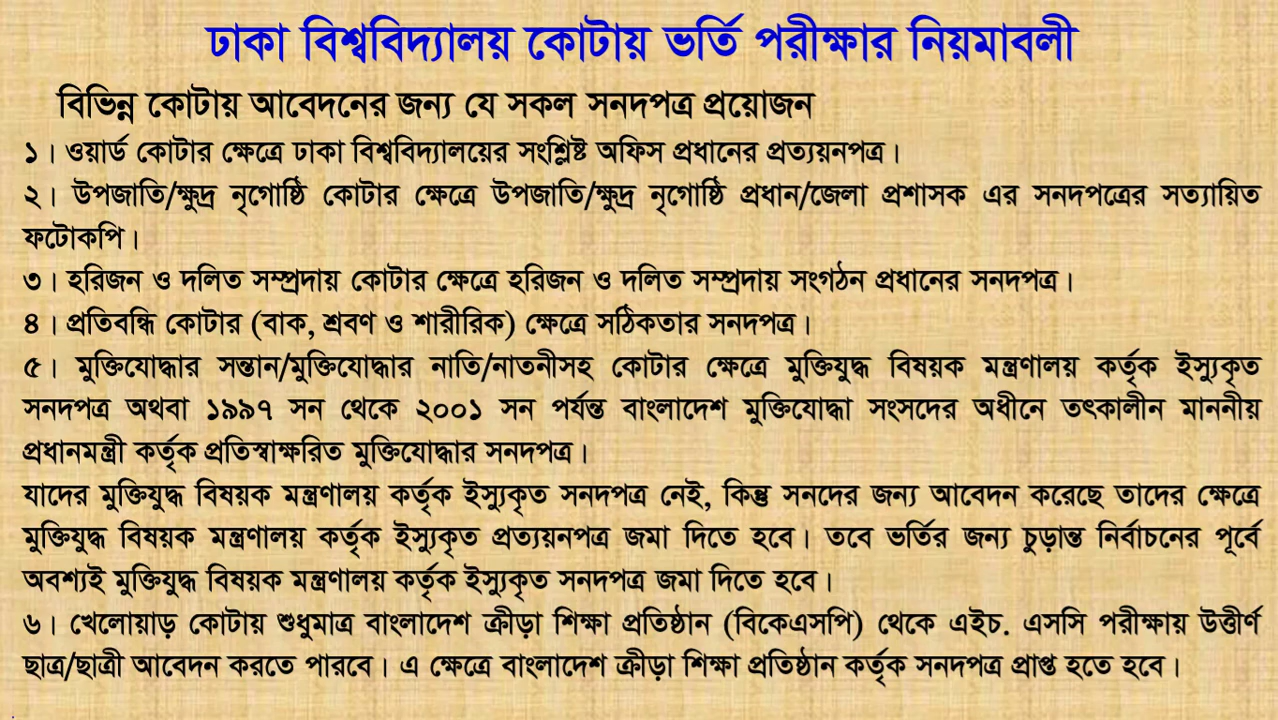 ঢাকা বিশ্ববিদ্যালয় কোটায় ভর্তি পরীক্ষার নিয়মাবলী
বিভিন্ন কোটায় আবেদনের জন্য যে সকল সনদপত্র প্রয়োজন
১। ওয়ার্ড কোটার ক্ষেত্রে ঢাকা বিশ্ববিদ্যালয়ের সংশ্লিষ্ট অফিস প্রধানের প্রত্যয়নপত্র।
২। উপজাতি/ক্ষুদ্র নৃগোষ্ঠি কোটার ক্ষেত্রে উপজাতি/ক্ষুদ্র নৃগোষ্ঠি প্রধান/জেলা প্রশাসক এর সনদপত্রের সত্যায়িত
ফটোকপি।
৩। হরিজন ও দলিত সম্প্রদায় কোটার ক্ষেত্রে হরিজন ও দলিত সম্প্রদায় সংগঠন প্রধানের সনদপত্র।
৪। প্রতিবন্ধি কোটার (বাক, শ্রবণ ও শারীরিক) ক্ষেত্রে সঠিকতার সনদপত্র।
৫। মুক্তিযোদ্ধার সন্তান/মুক্তিযোদ্ধার নাতি/নাতনীসহ কোটার ক্ষেত্রে মুক্তিযুদ্ধ বিষয়ক মন্ত্রণালয় কর্তৃক ইস্যুকৃত
সনদপত্র অথবা ১৯৯৭ সন থেকে ২০০১ সন পর্যন্ত বাংলাদেশ মুক্তিযোদ্ধা সংসদের অধীনে তৎকালীন মাননীয়
প্রধানমন্ত্রী কর্তৃক প্রতিস্বাক্ষরিত মুক্তিযোদ্ধার সনদপত্র।
যাদের মুক্তিযুদ্ধ বিষয়ক মন্ত্রণালয় কর্তৃক ইস্যুকৃত সনদপত্র নেই, কিন্তু সনদের জন্য আবেদন করেছে তাদের ক্ষেত্রে
মুক্তিযুদ্ধ বিষয়ক মন্ত্রণালয় কর্তৃক ইস্যুকৃত প্রত্যয়নপত্র জমা দিতে হবে। তবে ভর্তির জন্য চুড়ান্ত নির্বাচনের পূর্বে
অবশ্যই মুক্তিযুদ্ধ বিষয়ক মন্ত্রণালয় কর্তৃক ইস্যুকৃত সনদপত্র জমা দিতে হবে।
৬। খেলোয়াড় কোটায় শুধুমাত্র বাংলাদেশ ক্রীড়া শিক্ষা প্রতিষ্ঠান (বিকেএসপি) থেকে এইচ. এসসি পরীক্ষায় উত্তীর্ণ
ছাত্র/ছাত্রী আবেদন করতে পারবে। এ ক্ষেত্রে বাংলাদেশ ক্রীড়া শিক্ষা প্রতিষ্ঠান কর্তৃক সনদপত্র প্রাপ্ত হতে হবে।